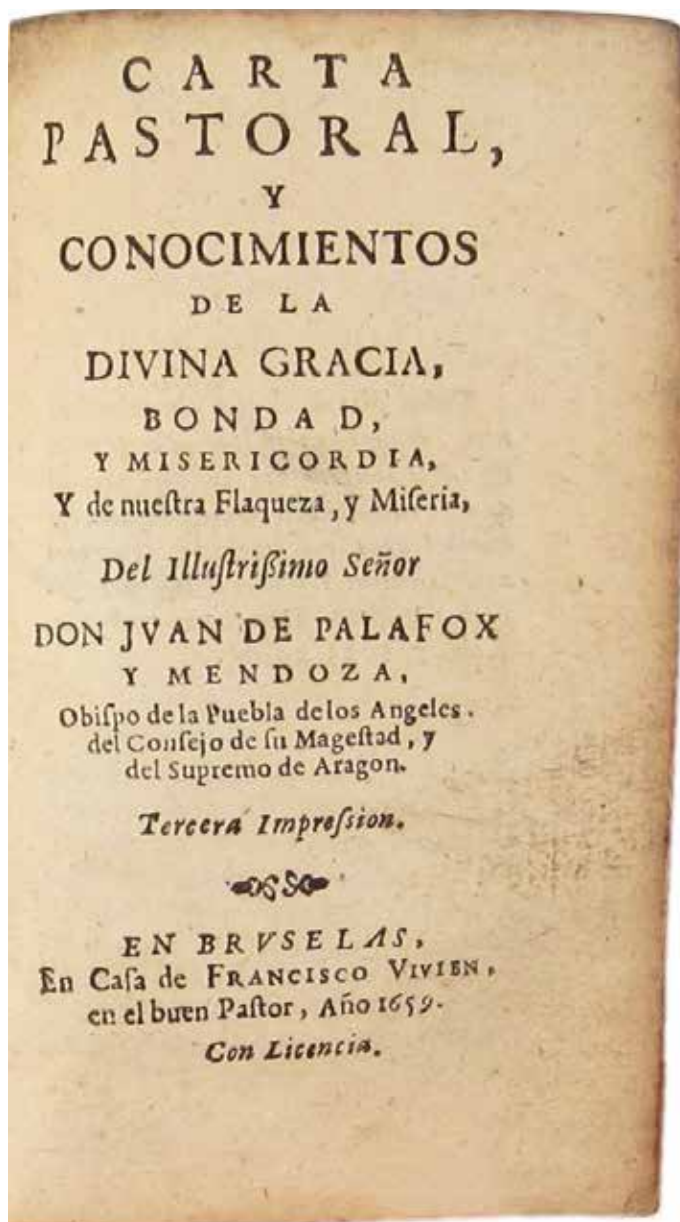 CARTA
PASTORAL,
Y
CONOCIMIENTOS
DE LA
DIVINA GRACIA,
BONDAD,
Y MISERICORDIA,
Y de nueſtra Flaqueza, y Miſeria,
Del Illuſtrißimo Señor
DON JVAN DE PALAFOX
Y MENDOZA,
Obiſpo de la Puebla delos Angeles.
del Conſejo de ſu Mageſtad, y
del Supremo de Aragon.
Tercera Impreſsion.
EN BRVSELAS,
En Caſa de FRANCISCO VIVIEN,
en el buen Paſtor, Año 1659.
Con Licencia.